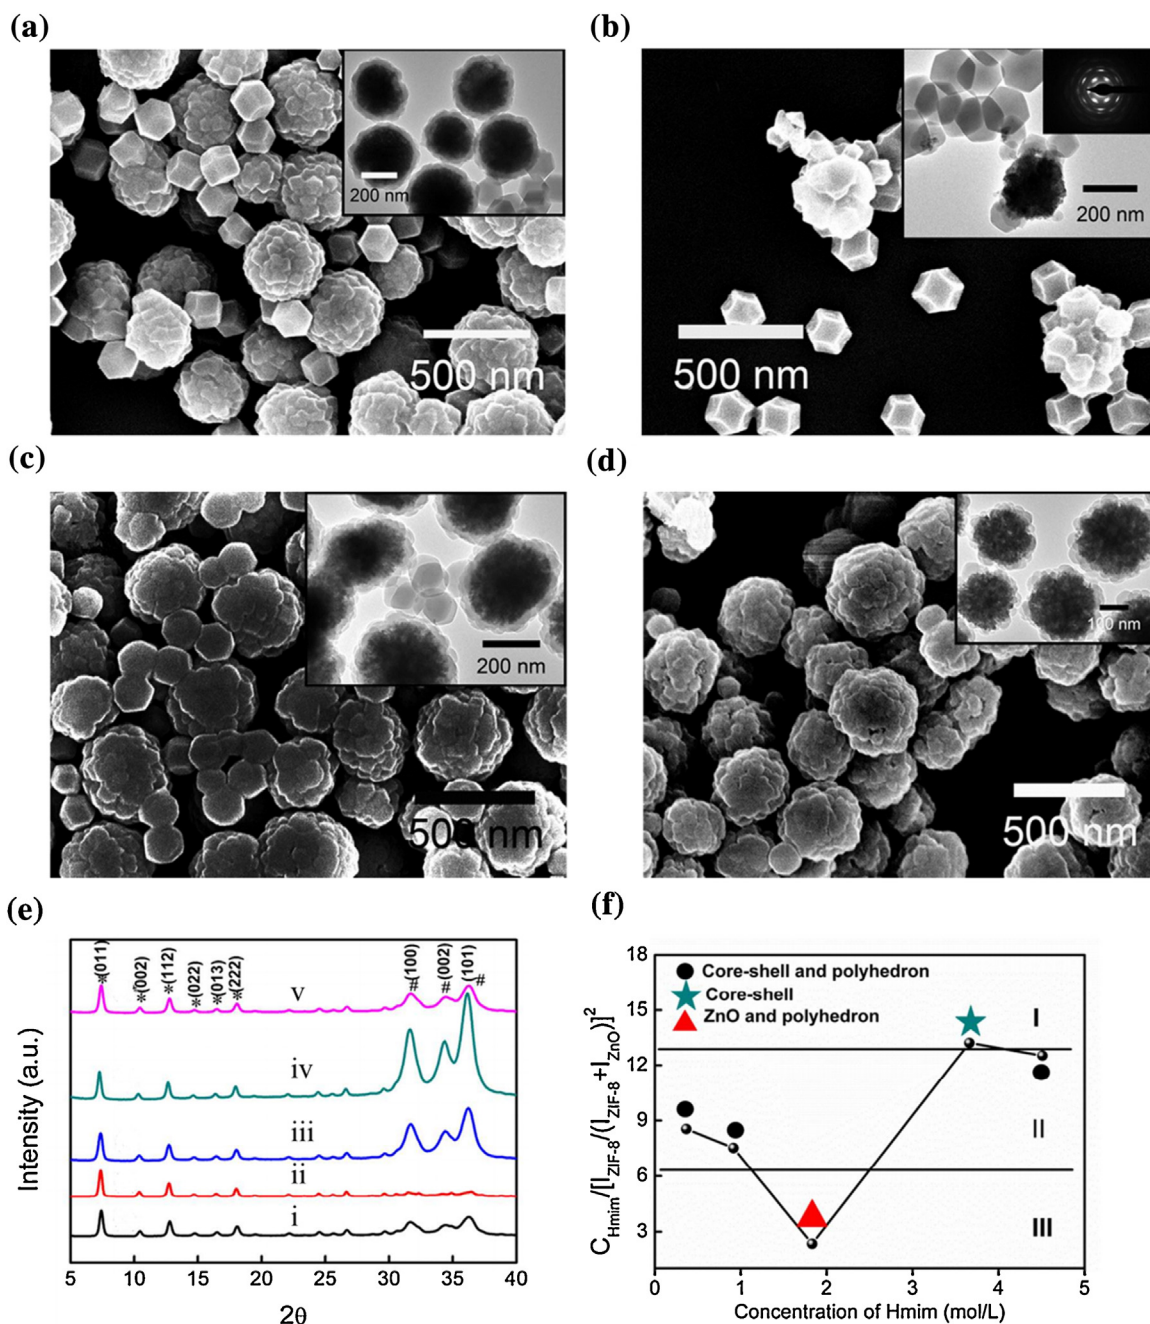 (a)
200 nm
500 nm
(b)
200 nm
500 nm
(c)
200 nm
500 nm
(d)
100 nm
500 nm
(e)
*(011)
*(002)
*(112)
*(022)
*(013)
*(222)
(100)
#
(002)
#
(101)
#
v
iv
iii
ii
i
Intensity (a.u.)
5 10 15 20 25 30 35 40
2θ
(f)
18
15
12
9
6
3
Core-shell and polyhedron
Core-shell
ZnO and polyhedron
I
II
III
C_Hmim/[I_ZIF-8/(I_ZIF-8+I_ZnO)]²
0 1 2 3 4 5
Concentration of Hmim (mol/L)